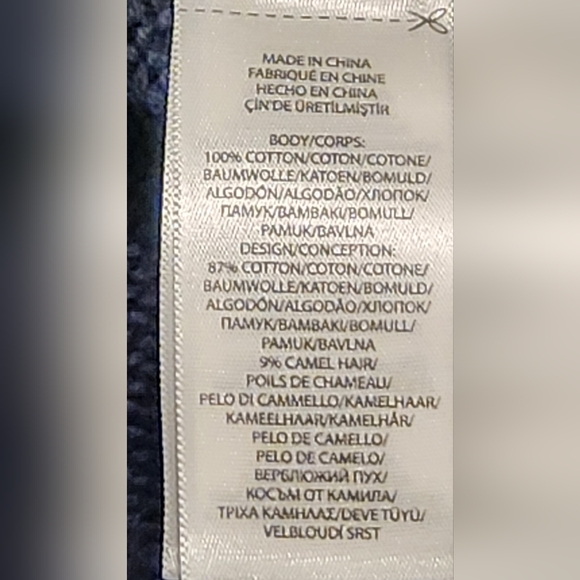 MADE IN CHINA
FABRIQUÉ EN CHINE
HECHO EN CHINA
ÇİN'DE ÜRETİLMİŞTİR
BODY/CORPS:
100% COTTON/COTON/COTONE/
BAUMWOLLE/KATOEN/BOMULD/
ALGODÓN/ALGODÃO/ХЛОПОК/
ПАМУК/BAMBAKI/BOMULL/
PAMUK/BAVLNA
DESIGN/CONCEPTION:
87% COTTON/COTON/COTONE/
BAUMWOLLE/KATOEN/BOMULD/
ALGODÓN/ALGODÃO/ХЛОПОК/
ПАМУК/BAMBAKI/BOMULL/
PAMUK/BAVLNA
9% CAMEL HAIR/
POILS DE CHAMEAU/
PELO DI CAMMELLO/KAMELHAAR/
KAMEELHAAR/KAMELHÅR/
PELO DE CAMELLO/
PELO DE CAMELO/
ВЕРБЛЮЖИЙ ПУХ/
КОСЪМ ОТ КАМИЛА/
ΤΡΙΧΑ ΚΑΜΗΛΑΣ/DEVE TÜYÜ/
VELBLOUDÍ SRST